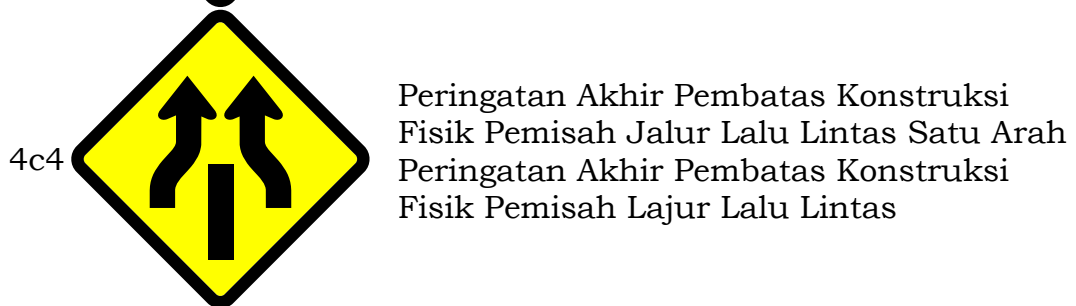 4c4
Peringatan Akhir Pembatas Konstruksi
Fisik Pemisah Jalur Lalu Lintas Satu Arah
Peringatan Akhir Pembatas Konstruksi
Fisik Pemisah Lajur Lalu Lintas